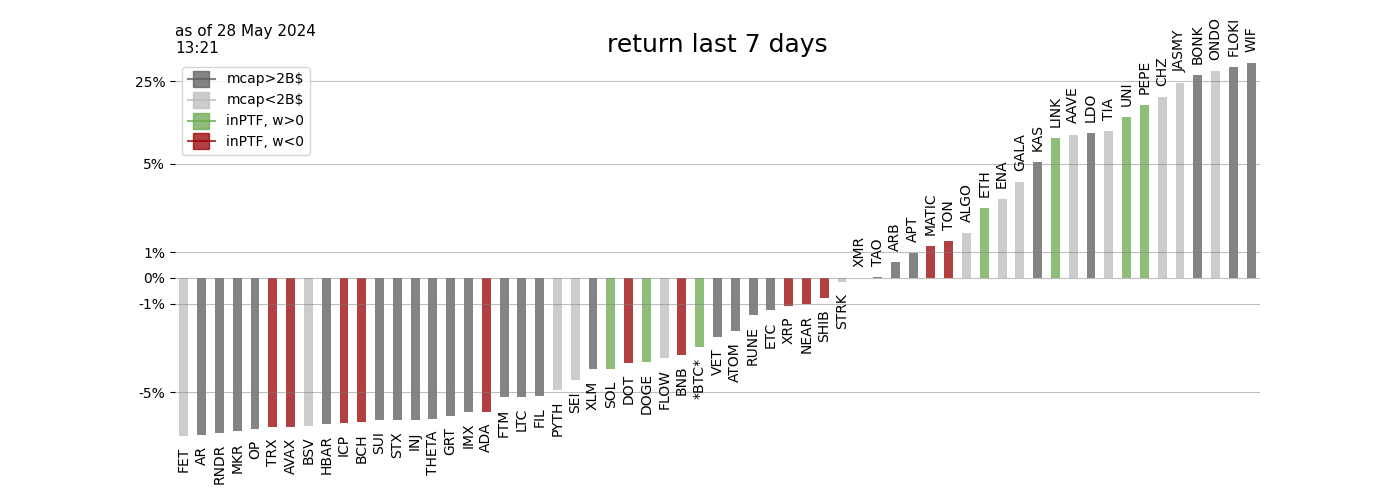 as of 28 May 2024
13:21
return last 7 days
mcap>2B$
mcap<2B$
inPTF, w>0
inPTF, w<0
25%
5%
1%
0%
-1%
-5%
FET
AR
RNDR
MKR
OP
TRX
AVAX
BSV
HBAR
ICP
BCH
SUI
STX
INJ
THETA
GRT
IMX
ADA
FTM
LTC
FIL
PYTH
SEI
XLM
SOL
DOT
DOGE
FLOW
BNB
*BTC*
VET
ATOM
RUNE
ETC
XRP
NEAR
SHIB
STRK
XMR
TAO
ARB
APT
MATIC
TON
ALGO
ETH
ENA
GALA
KAS
LINK
AAVE
LDO
TIA
UNI
PEPE
CHZ
JASMY
BONK
ONDO
FLOKI
WIF